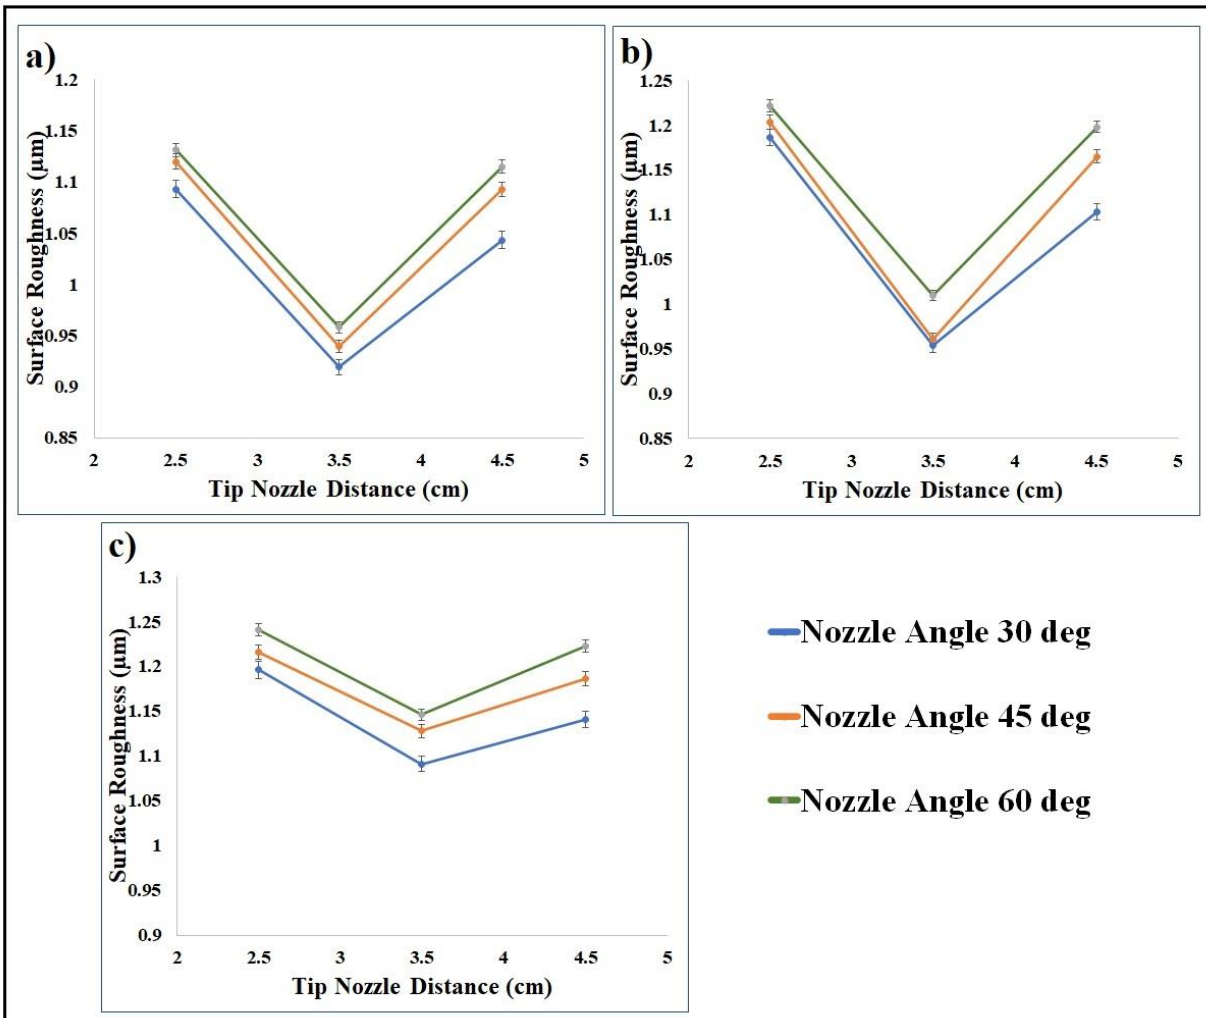 a)
1.2
1.15
1.1
1.05
1
0.95
0.9
0.85
2 2.5 3 3.5 4 4.5 5
Surface Roughness (µm)
Tip Nozzle Distance (cm)
b)
1.25
1.2
1.15
1.1
1.05
1
0.95
0.9
0.85
2 2.5 3 3.5 4 4.5 5
Surface Roughness (µm)
Tip Nozzle Distance (cm)
c)
1.3
1.25
1.2
1.15
1.1
1.05
1
0.95
0.9
2 2.5 3 3.5 4 4.5 5
Surface Roughness (µm)
Tip Nozzle Distance (cm)
Nozzle Angle 30 deg
Nozzle Angle 45 deg
Nozzle Angle 60 deg